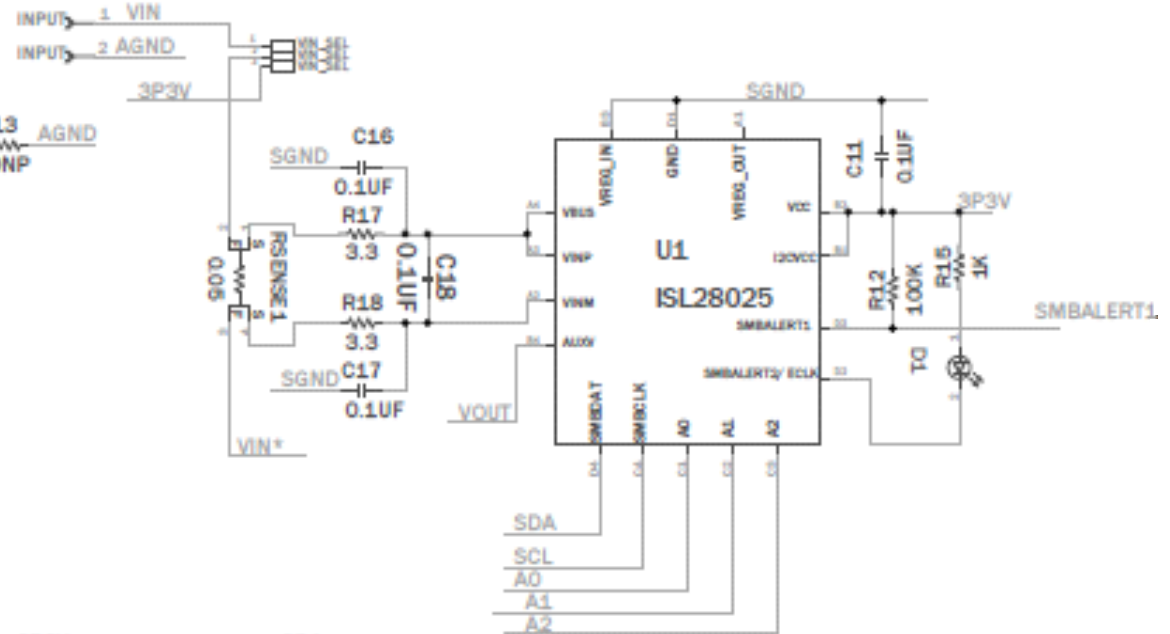 INPUT 1 VIN
INPUT 2 AGND
VIN_SEL
VIN_SEL
VIN_SEL
3P3V
SGND
13
AGND
C16
SGND
0.1UF
R17
3.3
C18
0.1UF
RSENSE1
0.05
R18
3.3
C17
SGND
0.1UF
VIN*
VREG_IN
GND
VREG_OUT
C11
0.1UF
VBUS
VCC
3P3V
VINP
U1
I2CVCC
R12
100K
R15
1K
VINM
ISL28025
SMBALERT1
SMBALERT1
AUXV
D1
SMBALERT2/ ECLK
VOUT
SMBDAT
SMBCLK
A0
A1
A2
SDA
SCL
A0
A1
A2